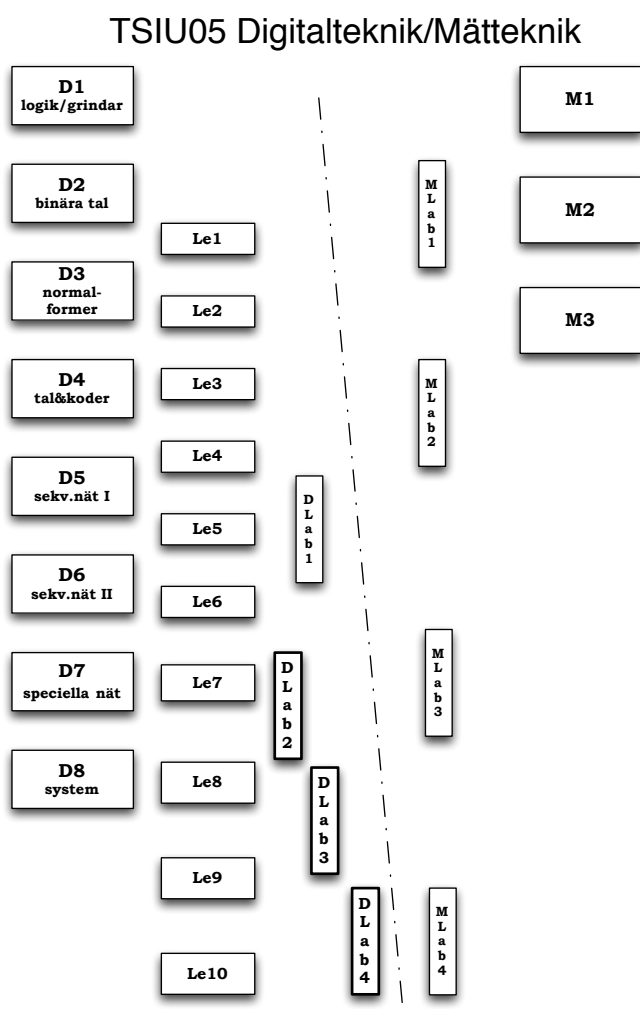 TSIU05 Digitalteknik/Mätteknik
D1
logik/grindar
D2
binära tal
D3
normal-
former
D4
tal&koder
D5
sekv.nät I
D6
sekv.nät II
D7
speciella nät
D8
system
Le1
Le2
Le3
Le4
Le5
Le6
Le7
Le8
Le9
Le10
DLab1
DLab2
DLab3
DLab4
MLab1
MLab2
MLab3
MLab4
M1
M2
M3